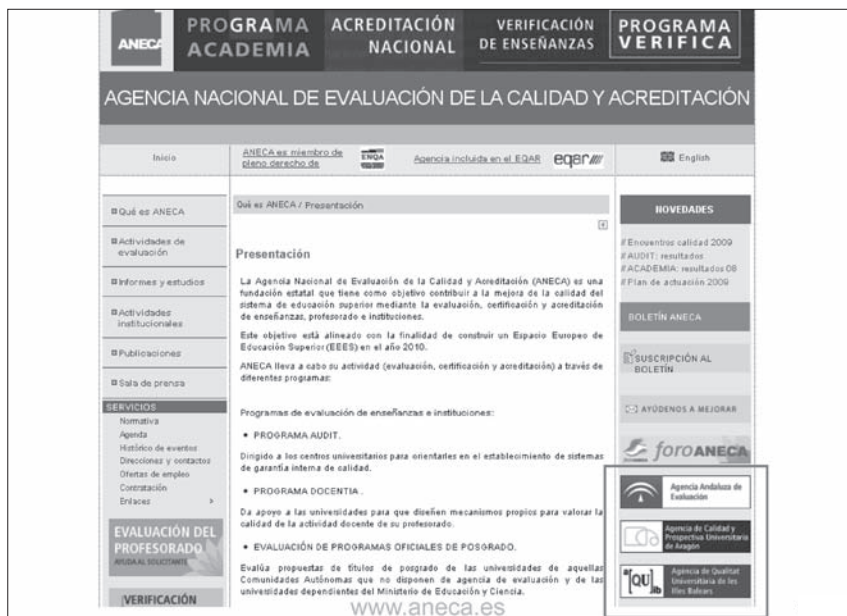 ANECA
PROGRAMA
ACADEMIA
ACREDITACIÓN
NACIONAL
VERIFICACIÓN
DE ENSEÑANZAS
PROGRAMA
VERIFICA
AGENCIA NACIONAL DE EVALUACIÓN DE LA CALIDAD Y ACREDITACIÓN
Inicio
ANECA es miembro de
pleno derecho de
ENQA
Agencia incluida en el EQAR
eqar
English
Qué es ANECA
Actividades de
evaluación
Informes y estudios
Actividades
institucionales
Publicaciones
Sala de prensa
SERVICIOS
Normativa
Agenda
Histórico de eventos
Direcciones y contactos
Ofertas de empleo
Contratación
Enlaces >
EVALUACIÓN DEL
PROFESORADO
AYUDA AL SOLICITANTE
VERIFICACIÓN
Qué es ANECA / Presentación
Presentación
La Agencia Nacional de Evaluación de la Calidad y Acreditación (ANECA) es una
fundación estatal que tiene como objetivo contribuir a la mejora de la calidad del
sistema de educación superior mediante la evaluación, certificación y acreditación
de enseñanzas, profesorado e instituciones.
Este objetivo está alineado con la finalidad de construir un Espacio Europeo de
Educación Superior (EEES) en el año 2010.
ANECA lleva a cabo su actividad (evaluación, certificación y acreditación) a través de
diferentes programas:
Programas de evaluación de enseñanzas e instituciones:
• PROGRAMA AUDIT.
Dirigido a los centros universitarios para orientarles en el establecimiento de sistemas
de garantía interna de calidad.
• PROGRAMA DOCENTIA .
Da apoyo a las universidades para que diseñen mecanismos propios para valorar la
calidad de la actividad docente de su profesorado.
• EVALUACIÓN DE PROGRAMAS OFICIALES DE POSGRADO.
Evalúa propuestas de títulos de posgrado de las universidades de aquellas
Comunidades Autónomas que no disponen de agencia de evaluación y de las
universidades dependientes del Ministerio de Educación y Ciencia.
www.aneca.es
NOVEDADES
// Encuentros calidad 2009
// AUDIT: resultados
// ACADEMIA: resultados 08
// Plan de actuación 2009
BOLETÍN ANECA
SUSCRIPCIÓN AL
BOLETÍN
AYÚDENOS A MEJORAR
foroANECA
Agencia Andaluza de
Evaluación
Agencia de Calidad y
Prospectiva Universitaria
de Aragón
[QU]ib
Agencia de Qualitat
Universitaria de les
Illes Balears